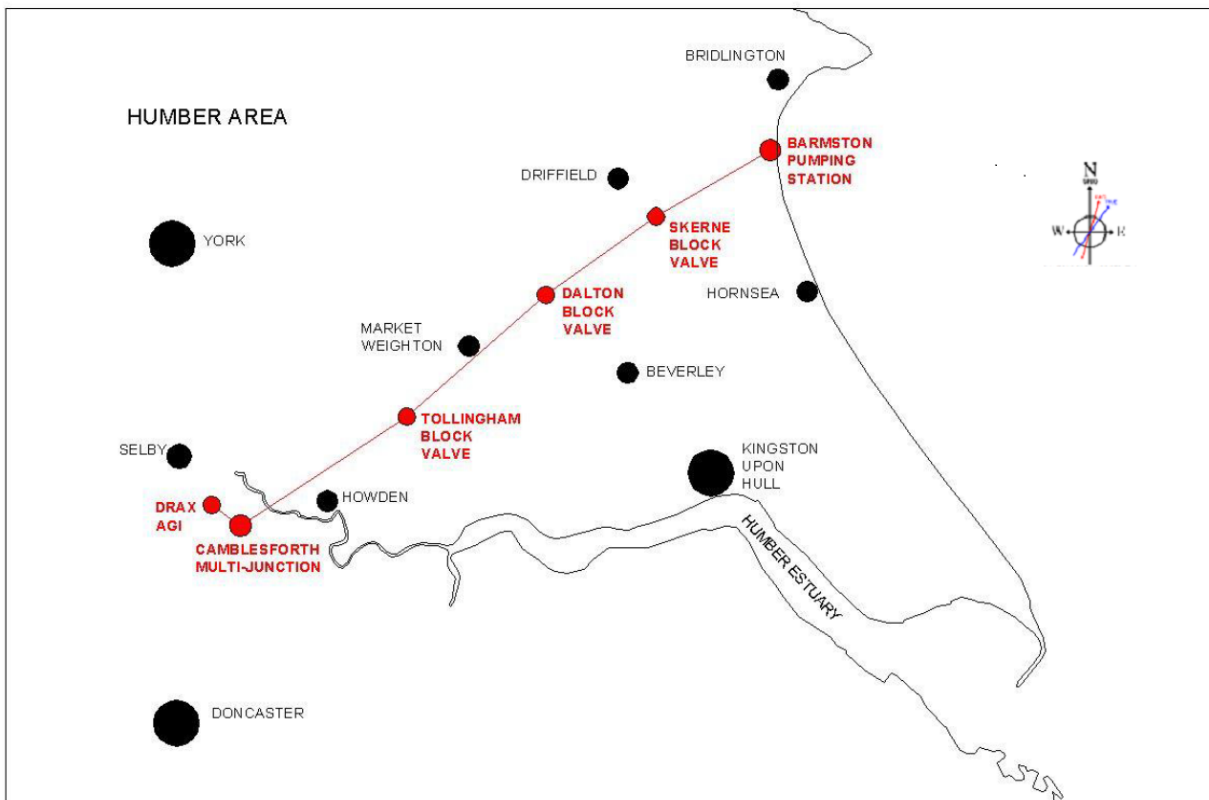 BRIDLINGTON
HUMBER AREA
BARMSTON
PUMPING
STATION
DRIFFIELD
N
W
E
YORK
SKERNE
BLOCK
VALVE
DALTON
BLOCK
VALVE
HORNSEA
MARKET
WEIGHTON
BEVERLEY
TOLLINGHAM
BLOCK
VALVE
SELBY
KINGSTON
UPON
HULL
HOWDEN
DRAX
AGI
CAMBLESFORTH
MULTI-JUNCTION
HUMBER ESTUARY
DONCASTER